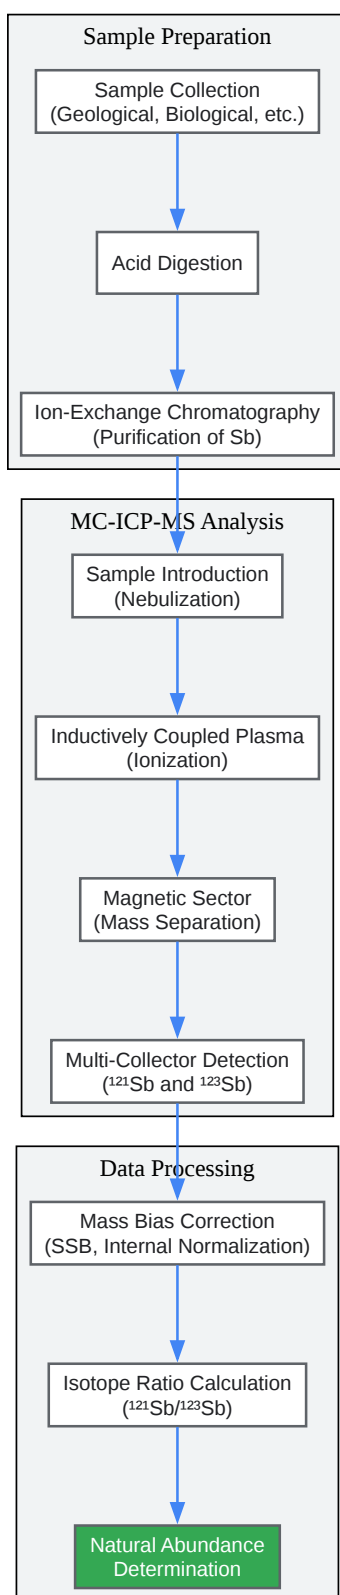 Sample Preparation
Sample Collection
(Geological, Biological, etc.)
Acid Digestion
Ion-Exchange Chromatography
(Purification of Sb)
MC-ICP-MS Analysis
Sample Introduction
(Nebulization)
Inductively Coupled Plasma
(Ionization)
Magnetic Sector
(Mass Separation)
Multi-Collector Detection
(¹²¹Sb and ¹²³Sb)
Data Processing
Mass Bias Correction
(SSB, Internal Normalization)
Isotope Ratio Calculation
(¹²¹Sb/¹²³Sb)
Natural Abundance
Determination